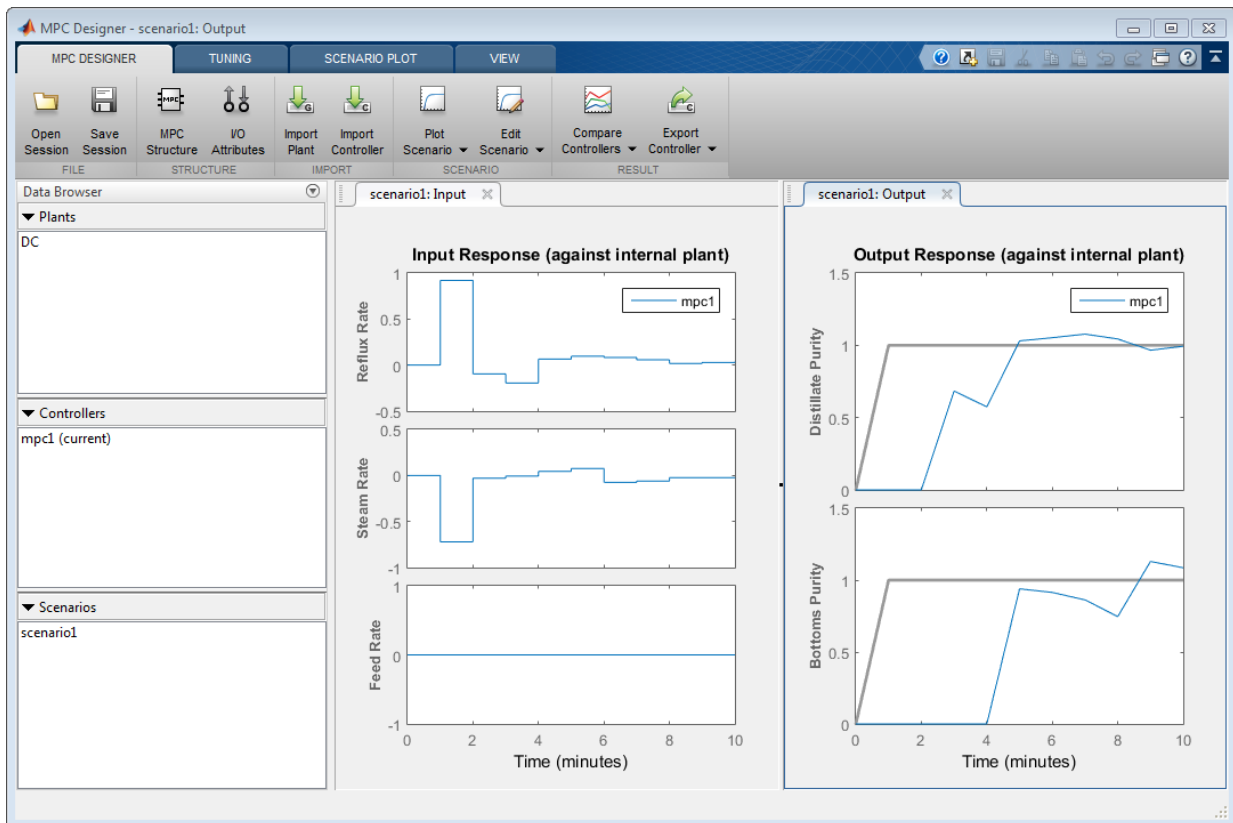 MPC Designer - scenario1: Output
MPC DESIGNER
TUNING
SCENARIO PLOT
VIEW
Open Session
Save Session
MPC Structure
I/O Attributes
Import Plant
Import Controller
Plot Scenario
Edit Scenario
Compare Controllers
Export Controller
FILE
STRUCTURE
IMPORT
SCENARIO
RESULT
Data Browser
Plants
DC
Controllers
mpc1 (current)
Scenarios
scenario1
scenario1: Input
Input Response (against internal plant)
mpc1
Reflux Rate
1
0.5
0
-0.5
Steam Rate
0.5
0
-0.5
-1
Feed Rate
1
0
-1
0 2 4 6 8 10
Time (minutes)
scenario1: Output
Output Response (against internal plant)
mpc1
Distillate Purity
1.5
1
0.5
0
Bottoms Purity
1.5
1
0.5
0
0 2 4 6 8 10
Time (minutes)